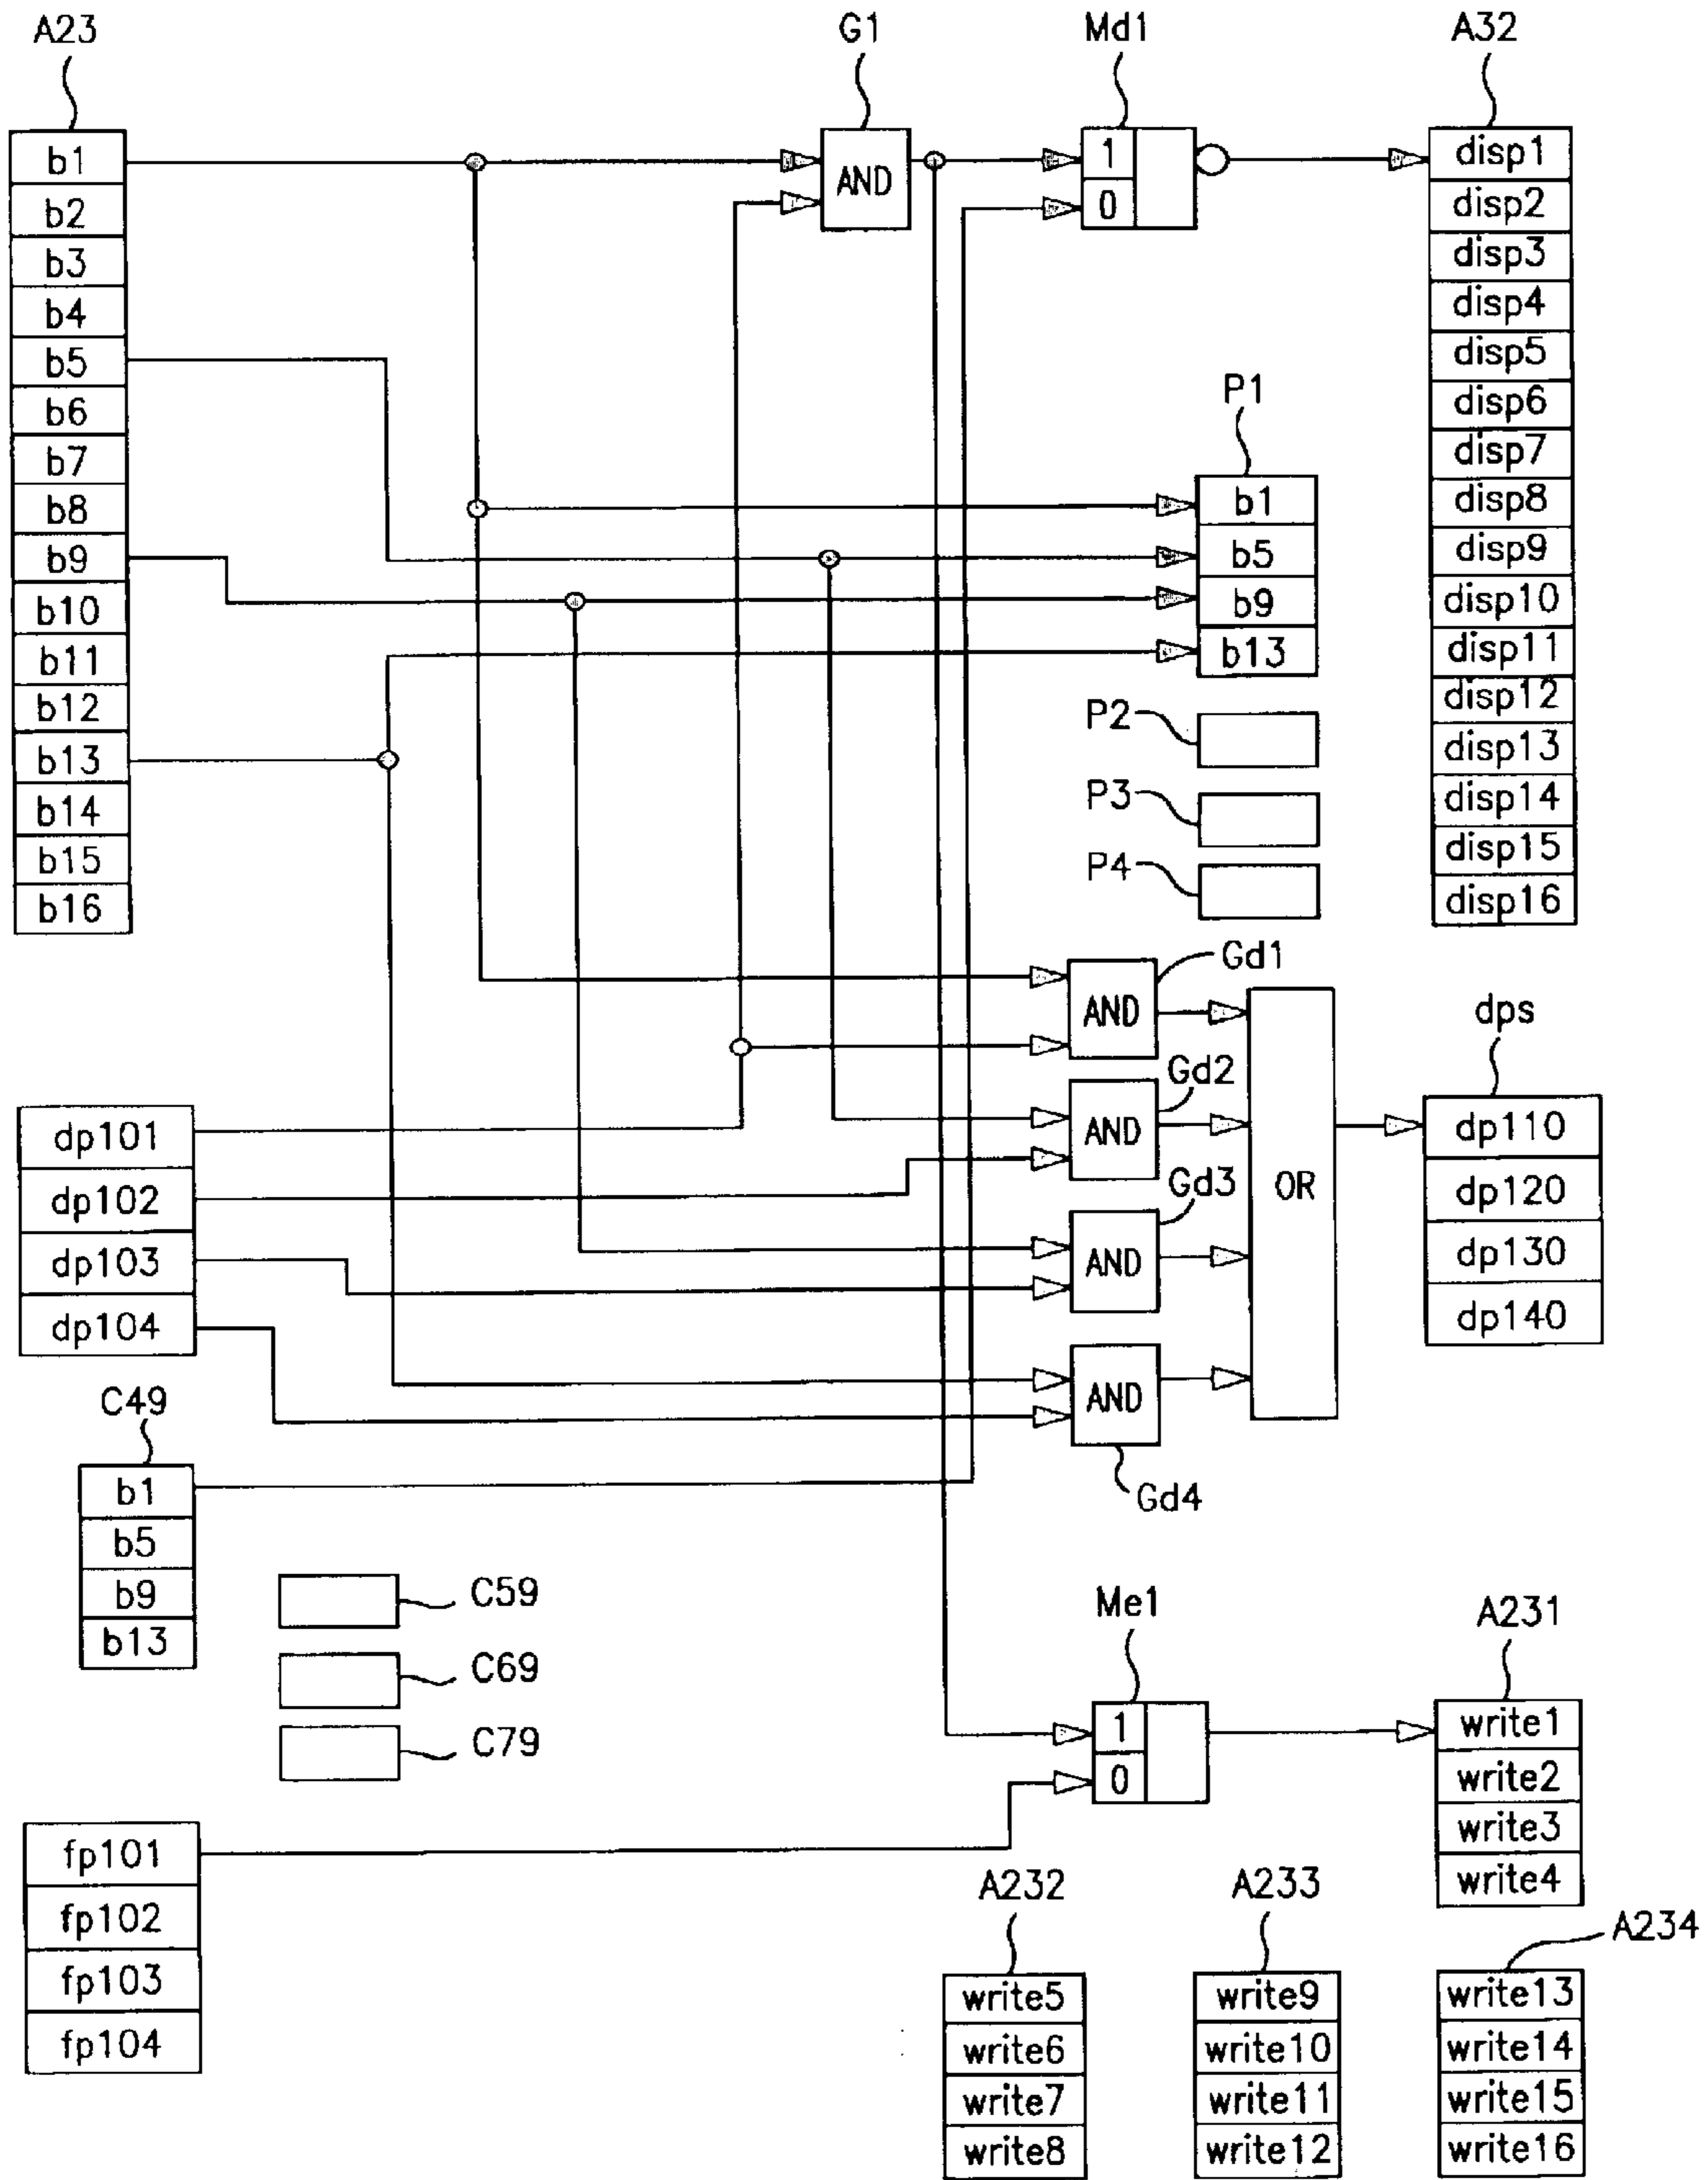 A23
G1
Md1
A32
b1
b2
b3
b4
b5
b6
b7
b8
b9
b10
b11
b12
b13
b14
b15
b16
AND
1
0
disp1
disp2
disp3
disp4
disp5
disp6
disp7
disp8
disp9
disp10
disp11
disp12
disp13
disp14
disp15
disp16
P1
b1
b5
b9
b13
P2
P3
P4
Gd1
AND
Gd2
AND
Gd3
AND
AND
Gd4
OR
dps
dp110
dp120
dp130
dp140
dp101
dp102
dp103
dp104
C49
b1
b5
b9
b13
C59
C69
C79
Me1
1
0
A231
write1
write2
write3
write4
fp101
fp102
fp103
fp104
A232
write5
write6
write7
write8
A233
write9
write10
write11
write12
A234
write13
write14
write15
write16